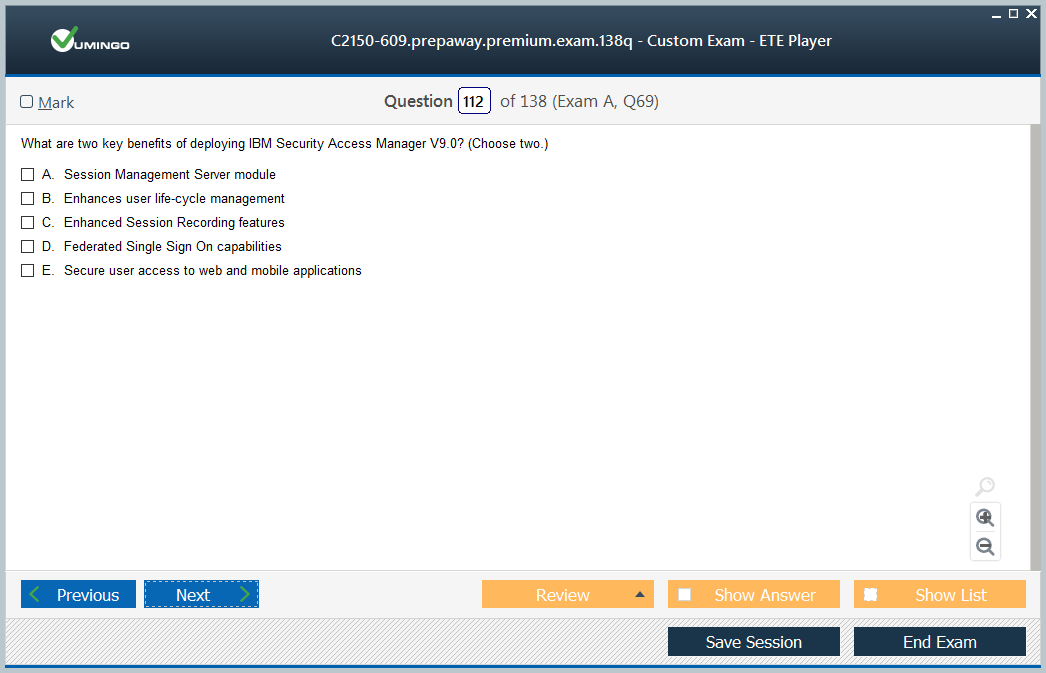 VUMINGO
C2150-609.prepaway.premium.exam.138q - Custom Exam - ETE Player
Mark
Question 112 of 138 (Exam A, Q69)
What are two key benefits of deploying IBM Security Access Manager V9.0? (Choose two.)
A. Session Management Server module
B. Enhances user life-cycle management
C. Enhanced Session Recording features
D. Federated Single Sign On capabilities
E. Secure user access to web and mobile applications
Previous Next Review Show Answer Show List
Save Session End Exam